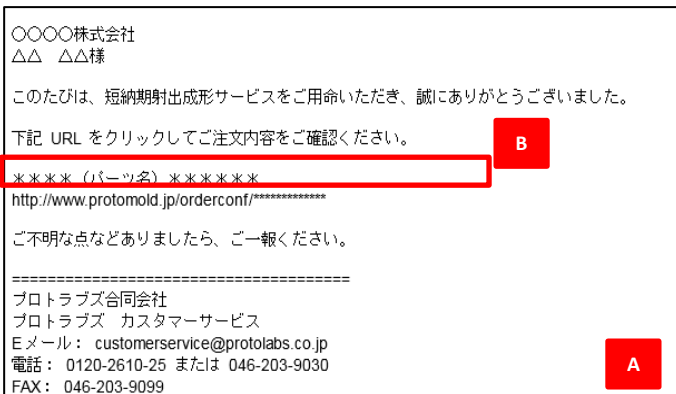 ○○○○株式会社
△△　△△様
このたびは、短納期射出成形サービスをご用命いただき、誠にありがとうございました。
下記 URL をクリックしてご注文内容をご確認ください。
B
＊＊＊＊（パーツ名）＊＊＊＊＊＊
http://www.protomold.jp/orderconf/*************
ご不明な点などありましたら、ご一報ください。
======================================
プロトラブズ合同会社
プロトラブズ　カスタマーサービス
Eメール： customerservice@protolabs.co.jp
電話： 0120-2610-25 または 046-203-9030
A
FAX： 046-203-9099